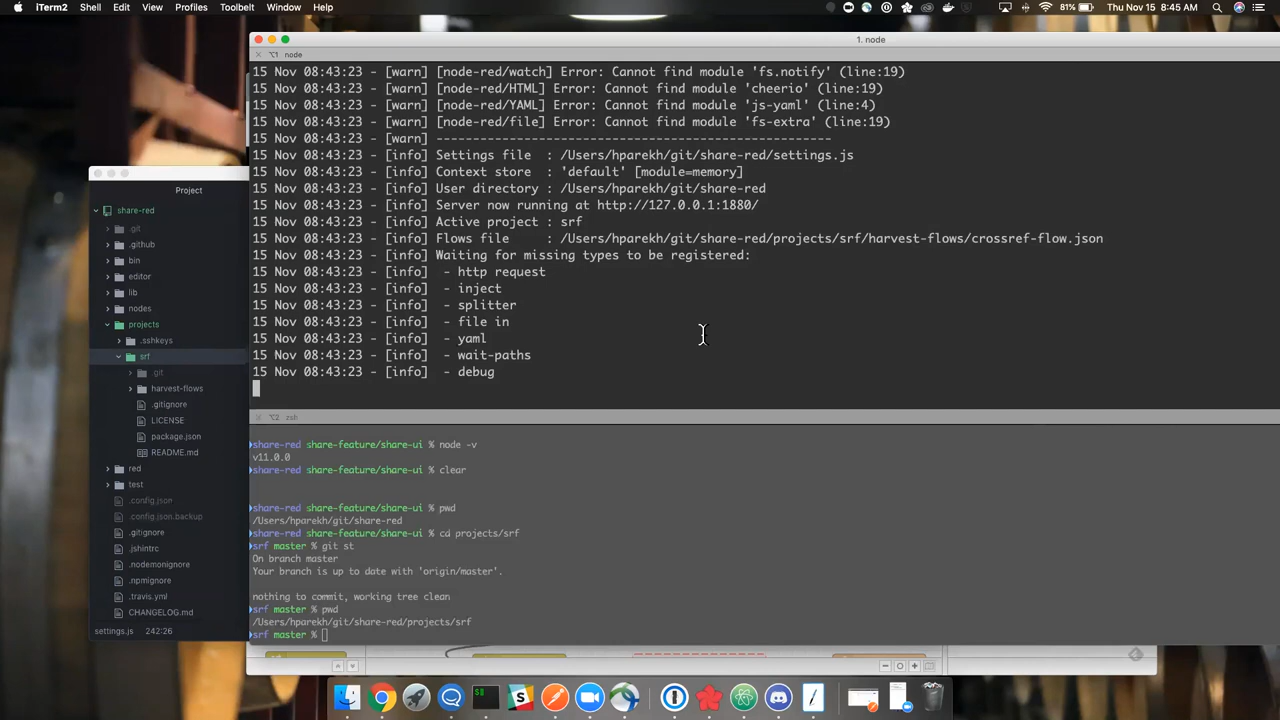 iTerm2 Shell Edit View Profiles Toolbelt Window Help 81% Thu Nov 15 8:45 AM
1. node
⌥1 node
15 Nov 08:43:23 - [warn] [node-red/watch] Error: Cannot find module 'fs.notify' (line:19)
15 Nov 08:43:23 - [warn] [node-red/HTML] Error: Cannot find module 'cheerio' (line:19)
15 Nov 08:43:23 - [warn] [node-red/YAML] Error: Cannot find module 'js-yaml' (line:4)
15 Nov 08:43:23 - [warn] [node-red/file] Error: Cannot find module 'fs-extra' (line:19)
15 Nov 08:43:23 - [warn] ------------------------------------------------------
15 Nov 08:43:23 - [info] Settings file  : /Users/hparekh/git/share-red/settings.js
15 Nov 08:43:23 - [info] Context store  : 'default' [module=memory]
15 Nov 08:43:23 - [info] User directory : /Users/hparekh/git/share-red
15 Nov 08:43:23 - [info] Server now running at http://127.0.0.1:1880/
15 Nov 08:43:23 - [info] Active project : srf
15 Nov 08:43:23 - [info] Flows file     : /Users/hparekh/git/share-red/projects/srf/harvest-flows/crossref-flow.json
15 Nov 08:43:23 - [info] Waiting for missing types to be registered:
15 Nov 08:43:23 - [info]  - http request
15 Nov 08:43:23 - [info]  - inject
15 Nov 08:43:23 - [info]  - splitter
15 Nov 08:43:23 - [info]  - file in
15 Nov 08:43:23 - [info]  - yaml
15 Nov 08:43:23 - [info]  - wait-paths
15 Nov 08:43:23 - [info]  - debug
⌥2 zsh
share-red share-feature/share-ui % node -v
v11.0.0
share-red share-feature/share-ui % clear
share-red share-feature/share-ui % pwd
/Users/hparekh/git/share-red
share-red share-feature/share-ui % cd projects/srf
srf master % git st
On branch master
Your branch is up to date with 'origin/master'.
nothing to commit, working tree clean
srf master % pwd
/Users/hparekh/git/share-red/projects/srf
srf master %
Project
share-red
.git
.github
bin
editor
lib
nodes
projects
.sshkeys
srf
.git
harvest-flows
.gitignore
LICENSE
package.json
README.md
red
test
.config.json
.config.json.backup
.gitignore
.jshintrc
.nodemonignore
.npmignore
.travis.yml
CHANGELOG.md
settings.js 242:26